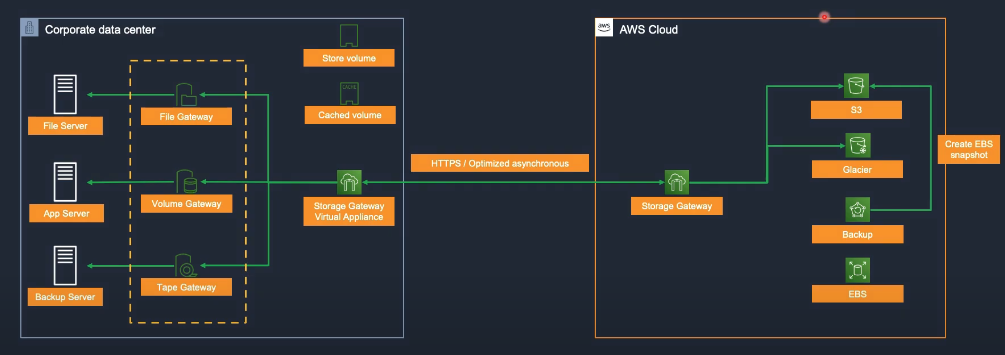 Corporate data center
Store volume
Cached volume
File Server
File Gateway
App Server
Volume Gateway
Backup Server
Tape Gateway
Storage Gateway
Virtual Appliance
HTTPS / Optimized asynchronous
aws
AWS Cloud
Storage Gateway
S3
Glacier
Backup
EBS
Create EBS
snapshot